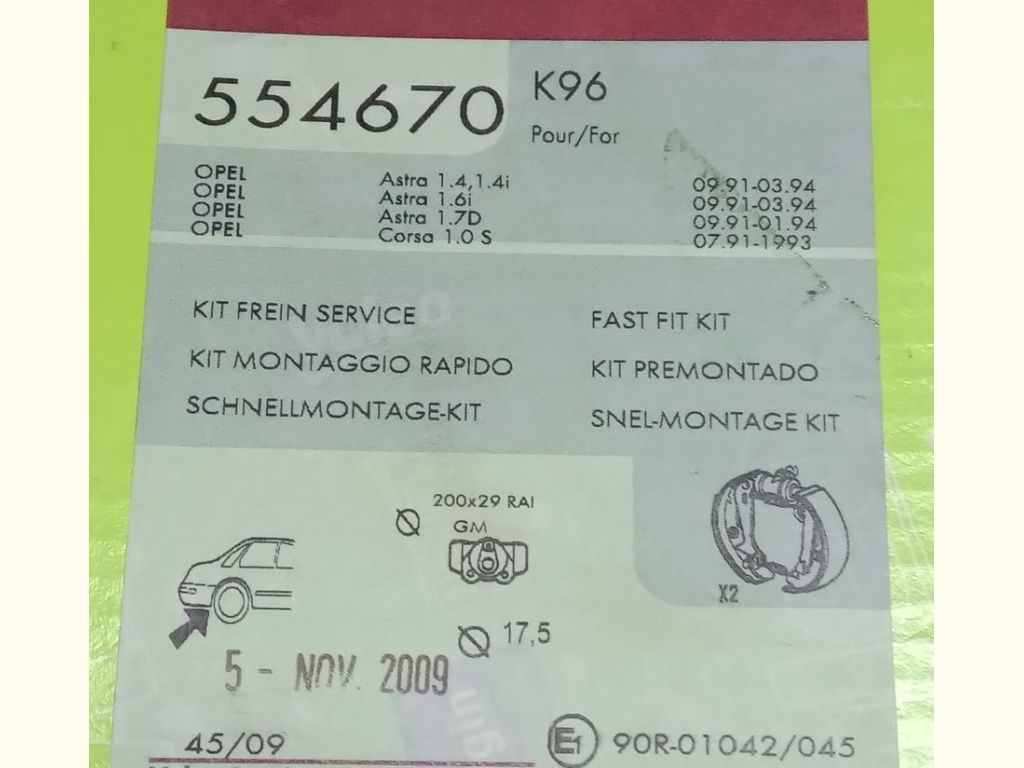 554670
K96
Pour/For
OPEL Astra 1.4,1.4i 09.91-03.94
OPEL Astra 1.6i 09.91-03.94
OPEL Astra 1.7D 09.91-01.94
OPEL Corsa 1.0 S 07.91-1993
KIT FREIN SERVICE FAST FIT KIT
KIT MONTAGGIO RAPIDO KIT PREMONTADO
SCHNELLMONTAGE-KIT SNEL-MONTAGE KIT
200x29 RAI
GM
X2
17,5
5 - NOV. 2009
45/09
E1 90R-01042/045